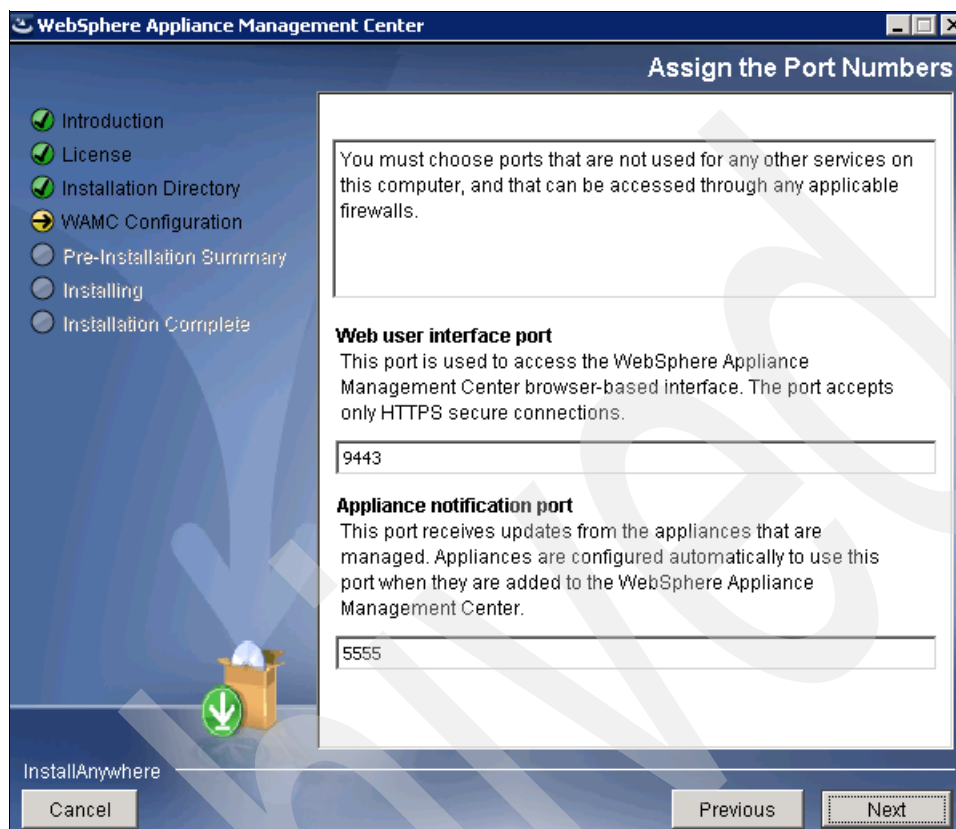 WebSphere Appliance Management Center
Assign the Port Numbers
Introduction
License
Installation Directory
WAMC Configuration
Pre-Installation Summary
Installing
Installation Complete
You must choose ports that are not used for any other services on
this computer, and that can be accessed through any applicable
firewalls.
Web user interface port
This port is used to access the WebSphere Appliance
Management Center browser-based interface. The port accepts
only HTTPS secure connections.
9443
Appliance notification port
This port receives updates from the appliances that are
managed. Appliances are configured automatically to use this
port when they are added to the WebSphere Appliance
Management Center.
5555
InstallAnywhere
Cancel
Previous
Next